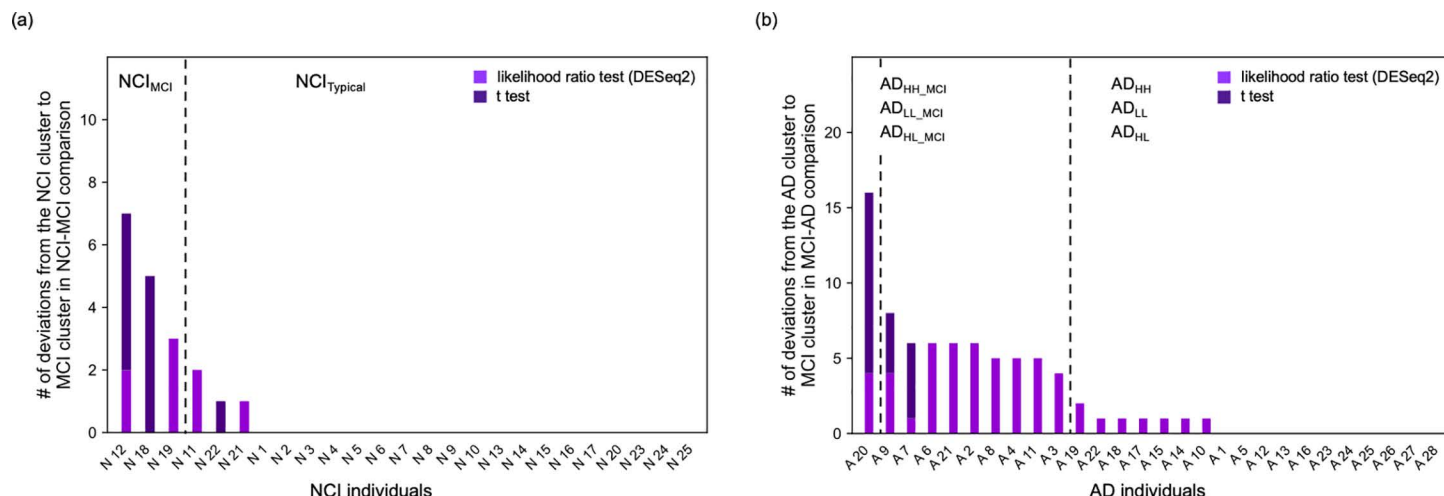 (a)
NCI_MCI NCI_Typical
likelihood ratio test (DESeq2)
t test
# of deviations from the NCI cluster to
MCI cluster in NCI-MCI comparison
10
8
6
4
2
0
N 12 N 18 N 19 N 11 N 22 N 21 N 1 N 2 N 3 N 4 N 5 N 6 N 7 N 8 N 9 N 10 N 13 N 14 N 15 N 16 N 17 N 20 N 23 N 24 N 25
NCI individuals
(b)
likelihood ratio test (DESeq2)
t test
AD_HH_MCI AD_HH
AD_LL_MCI AD_LL
AD_HL_MCI AD_HL
# of deviations from the AD cluster to
MCI cluster in MCI-AD comparison
20
15
10
5
0
A 20 A 9 A 7 A 6 A 21 A 2 A 8 A 4 A 11 A 3 A 19 A 22 A 18 A 17 A 15 A 14 A 10 A 1 A 5 A 12 A 13 A 16 A 23 A 24 A 25 A 26 A 27 A 28
AD individuals